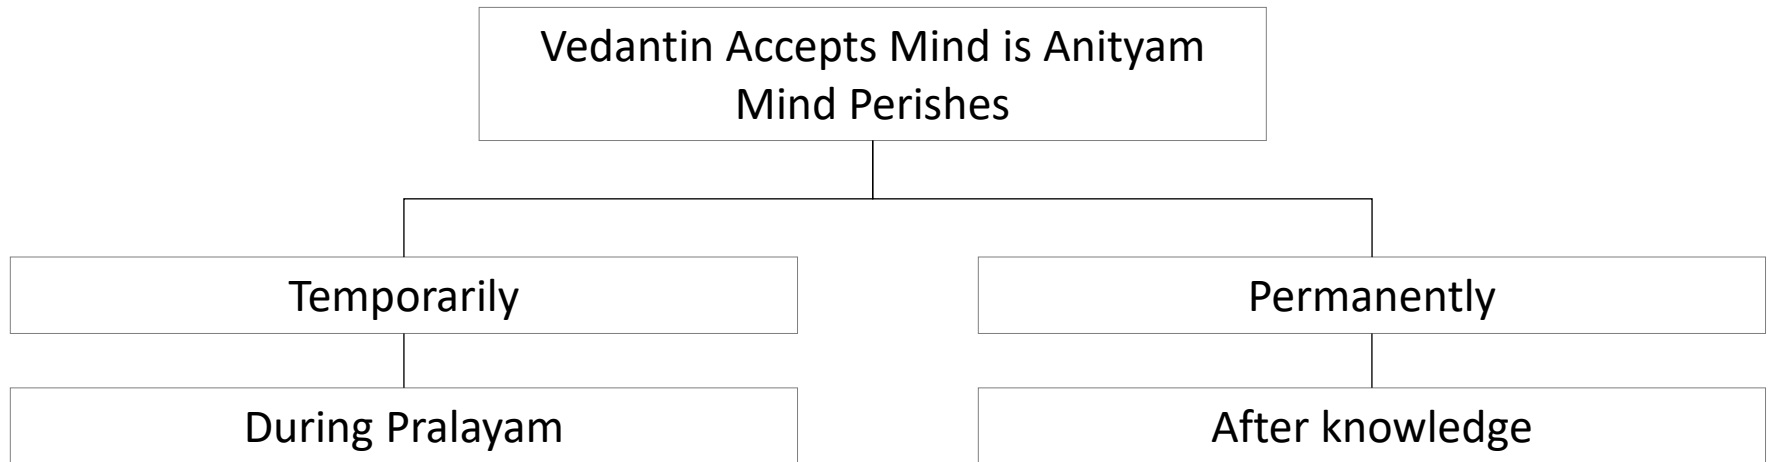 Vedantin Accepts Mind is Anityam
Mind Perishes
Temporarily
Permanently
During Pralayam
After knowledge